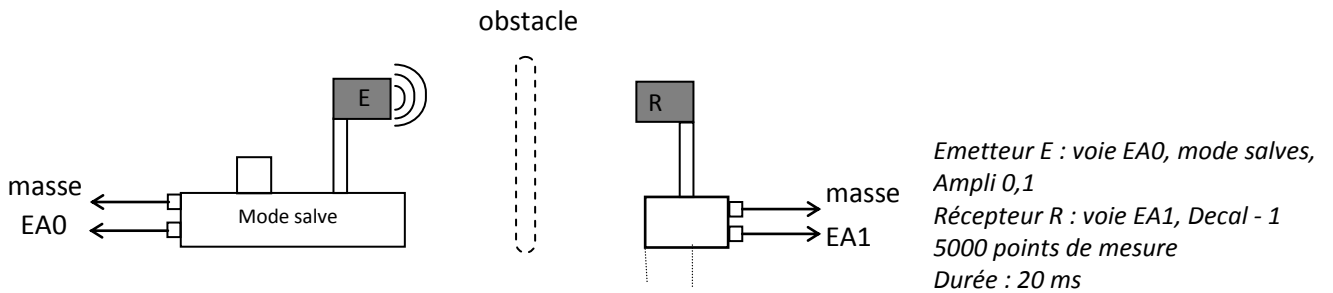 obstacle
E
R
masse
EA0
Mode salve
masse
EA1
Emetteur E : voie EA0, mode salves,
Ampli 0,1
Récepteur R : voie EA1, Decal - 1
5000 points de mesure
Durée : 20 ms